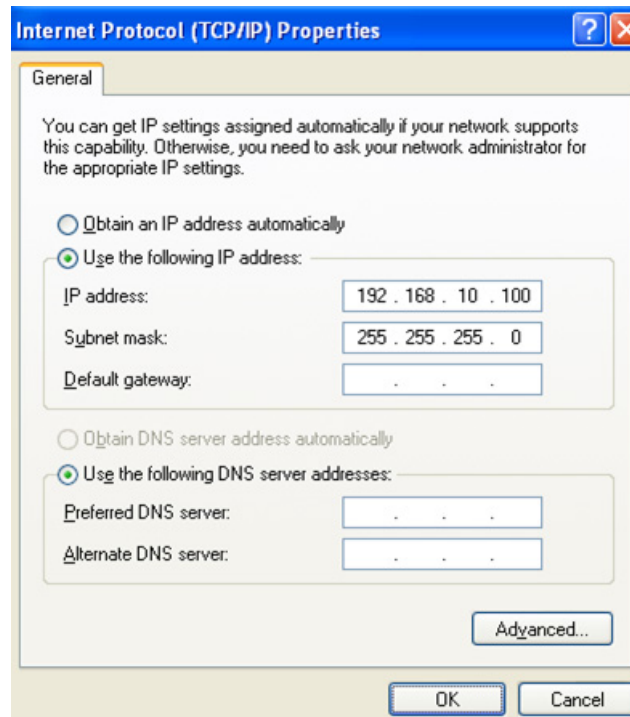 Internet Protocol (TCP/IP) Properties
General
You can get IP settings assigned automatically if your network supports
this capability. Otherwise, you need to ask your network administrator for
the appropriate IP settings.
Obtain an IP address automatically
Use the following IP address:
IP address: 192 . 168 . 10 . 100
Subnet mask: 255 . 255 . 255 . 0
Default gateway: . . .
Obtain DNS server address automatically
Use the following DNS server addresses:
Preferred DNS server: . . .
Alternate DNS server: . . .
Advanced...
OK Cancel